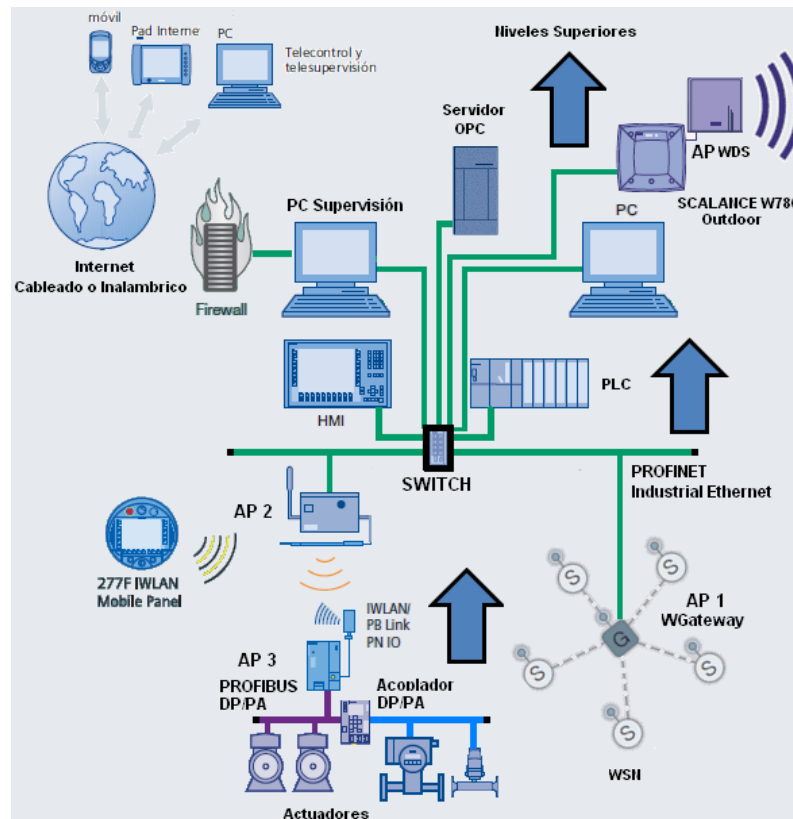 móvil
Pad Interne
PC
Telecontrol y
telesupervisión
Niveles Superiores
Servidor
OPC
AP WDS
SCALANCE W786
Outdoor
PC Supervisión
PC
Internet
Cableado o Inalambrico
Firewall
HMI
PLC
SWITCH
PROFINET
Industrial Ethernet
AP 2
277F IWLAN
Mobile Panel
IWLAN/
PB Link
PN IO
AP 1
WGateway
S
S
S
S
S
G
AP 3
PROFIBUS
DP/PA
Acoplador
DP/PA
WSN
Actuadores